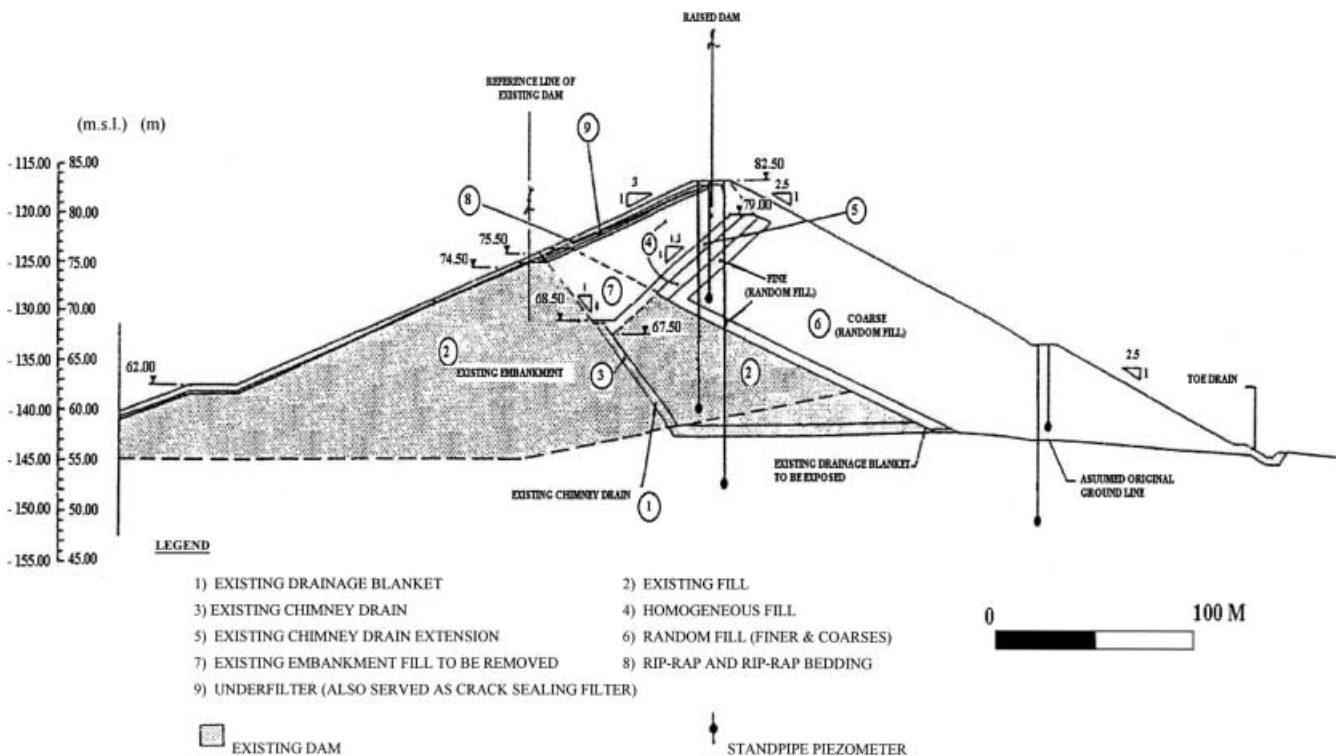 RAISED DAM
REFERENCE LINE OF
EXISTING DAM
(m.s.l.) (m)
9
- 115.00 85.00
3
1
82.50
2.5
1
8
79.00
5
- 120.00 80.00
75.50
4
1
74.50
- 125.00 75.00
FINE
(RANDOM FILL)
7
1
68.50
- 130.00 70.00
6
COARSE
(RANDOM FILL)
67.50
2
EXISTING EMBANKMENT
3
2
2.5
1
- 135.00 65.00
62.00
TOE DRAIN
- 140.00 60.00
- 145.00 55.00
EXISTING DRAINAGE BLANKET
TO BE EXPOSED
ASUUMED ORIGINAL
GROUND LINE
EXISTING CHIMNEY DRAIN
1
- 150.00 50.00
- 155.00 45.00
LEGEND
1) EXISTING DRAINAGE BLANKET
2) EXISTING FILL
3) EXISTING CHIMNEY DRAIN
4) HOMOGENEOUS FILL
5) EXISTING CHIMNEY DRAIN EXTENSION
6) RANDOM FILL (FINER & COARSES)
7) EXISTING EMBANKMENT FILL TO BE REMOVED
8) RIP-RAP AND RIP-RAP BEDDING
9) UNDERFILTER (ALSO SERVED AS CRACK SEALING FILTER)
0 100 M
EXISTING DAM
STANDPIPE PIEZOMETER